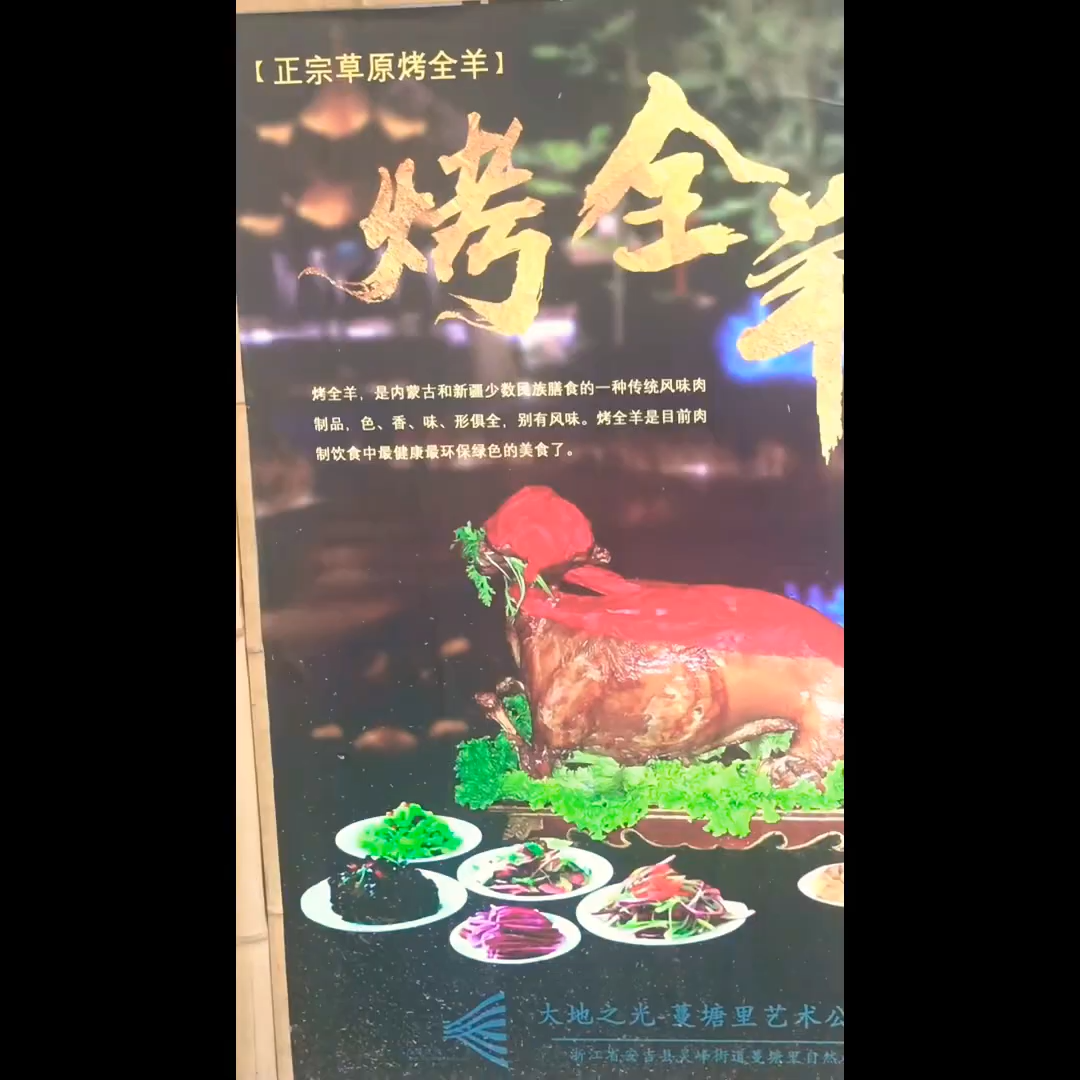 【正宗草原烤全羊】
烤全羊
烤全羊，是内蒙古和新疆少数民族膳食的一种传统风味肉
制品，色、香、味、形俱全，别有风味。烤全羊是目前肉
制饮食中最健康最环保绿色的美食了。
大地之光·蔓塘里艺术公
浙江省安吉县灵峰街道蔓塘里自然